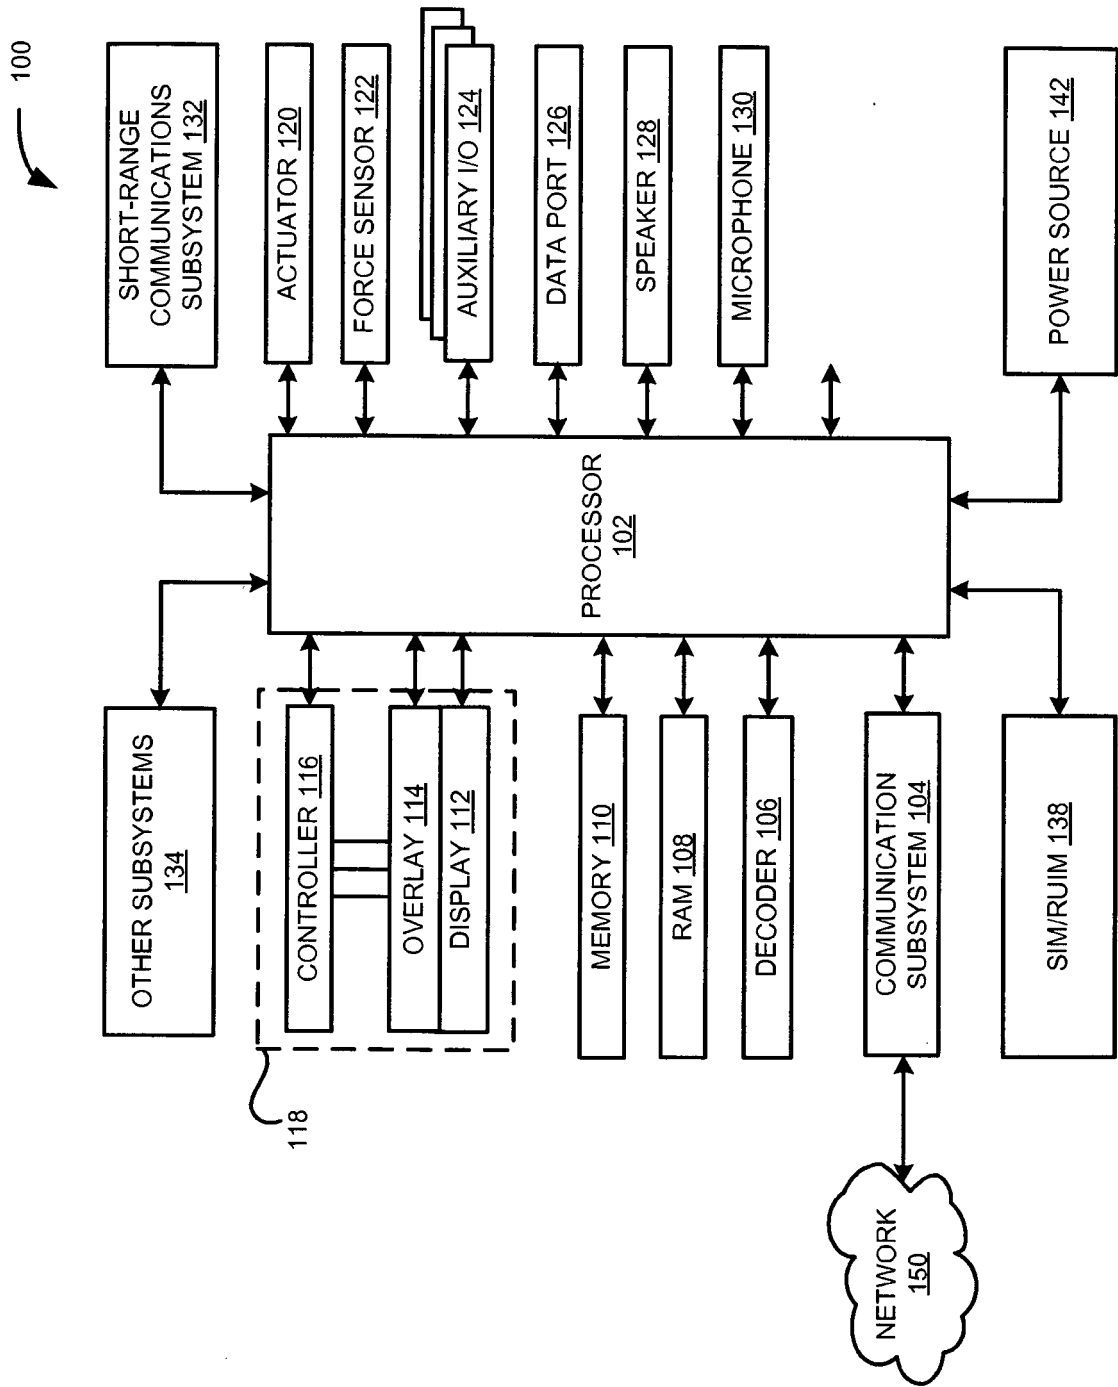 100
SHORT-RANGE
COMMUNICATIONS
SUBSYSTEM 132
ACTUATOR 120
FORCE SENSOR 122
AUXILIARY I/O 124
DATA PORT 126
SPEAKER 128
MICROPHONE 130
POWER SOURCE 142
PROCESSOR
102
OTHER SUBSYSTEMS
134
CONTROLLER 116
OVERLAY 114
DISPLAY 112
118
MEMORY 110
RAM 108
DECODER 106
COMMUNICATION
SUBSYSTEM 104
SIM/RUIM 138
NETWORK
150